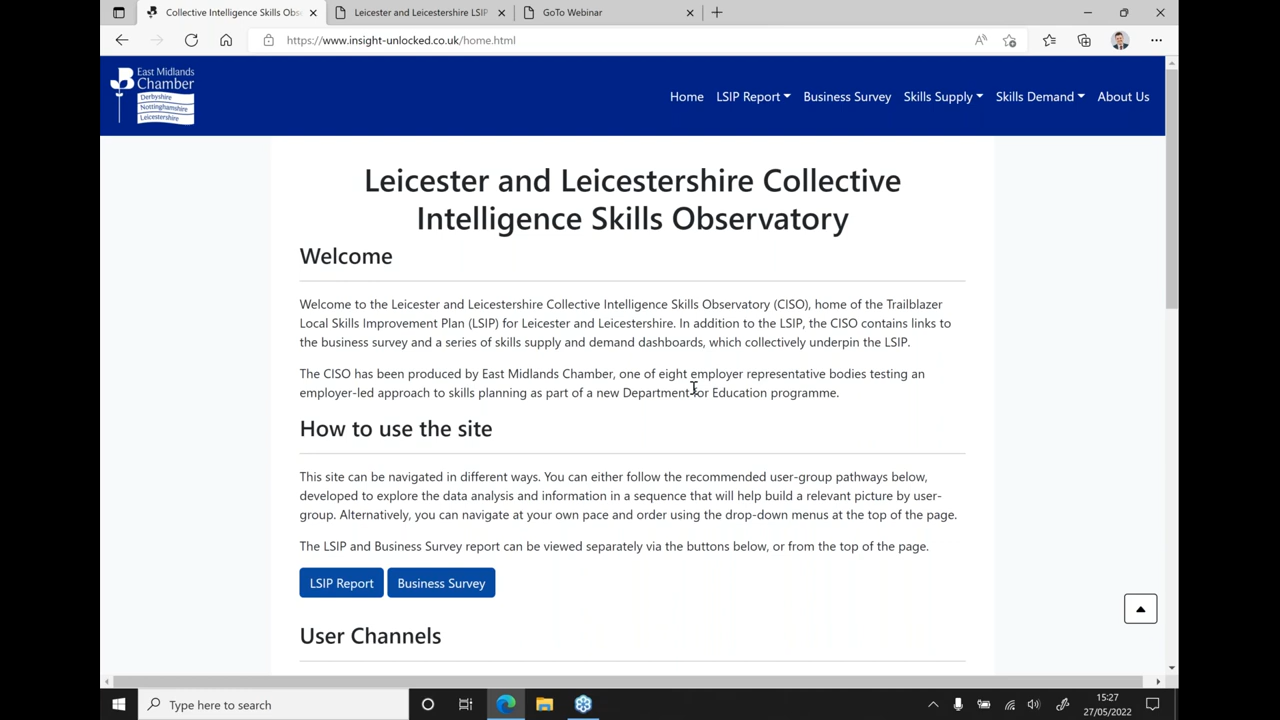 Collective Intelligence Skills Obse
Leicester and Leicestershire LSIP
GoTo Webinar
https://www.insight-unlocked.co.uk/home.html
East Midlands
Chamber
Derbyshire
Nottinghamshire
Leicestershire
Home
LSIP Report
Business Survey
Skills Supply
Skills Demand
About Us
Leicester and Leicestershire Collective
Intelligence Skills Observatory
Welcome
Welcome to the Leicester and Leicestershire Collective Intelligence Skills Observatory (CISO), home of the Trailblazer
Local Skills Improvement Plan (LSIP) for Leicester and Leicestershire. In addition to the LSIP, the CISO contains links to
the business survey and a series of skills supply and demand dashboards, which collectively underpin the LSIP.
The CISO has been produced by East Midlands Chamber, one of eight employer representative bodies testing an
employer-led approach to skills planning as part of a new Department for Education programme.
How to use the site
This site can be navigated in different ways. You can either follow the recommended user-group pathways below,
developed to explore the data analysis and information in a sequence that will help build a relevant picture by user-
group. Alternatively, you can navigate at your own pace and order using the drop-down menus at the top of the page.
The LSIP and Business Survey report can be viewed separately via the buttons below, or from the top of the page.
LSIP Report
Business Survey
User Channels
Type here to search
15:27
27/05/2022